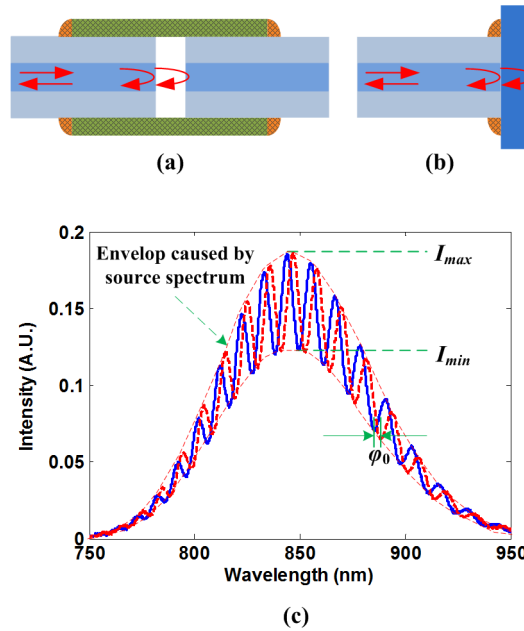 (a)
(b)
Envelop caused by
source spectrum
I_max
I_min
φ₀
Intensity (A.U.)
0.2
0.15
0.1
0.05
0
750
800
850
900
950
Wavelength (nm)
(c)